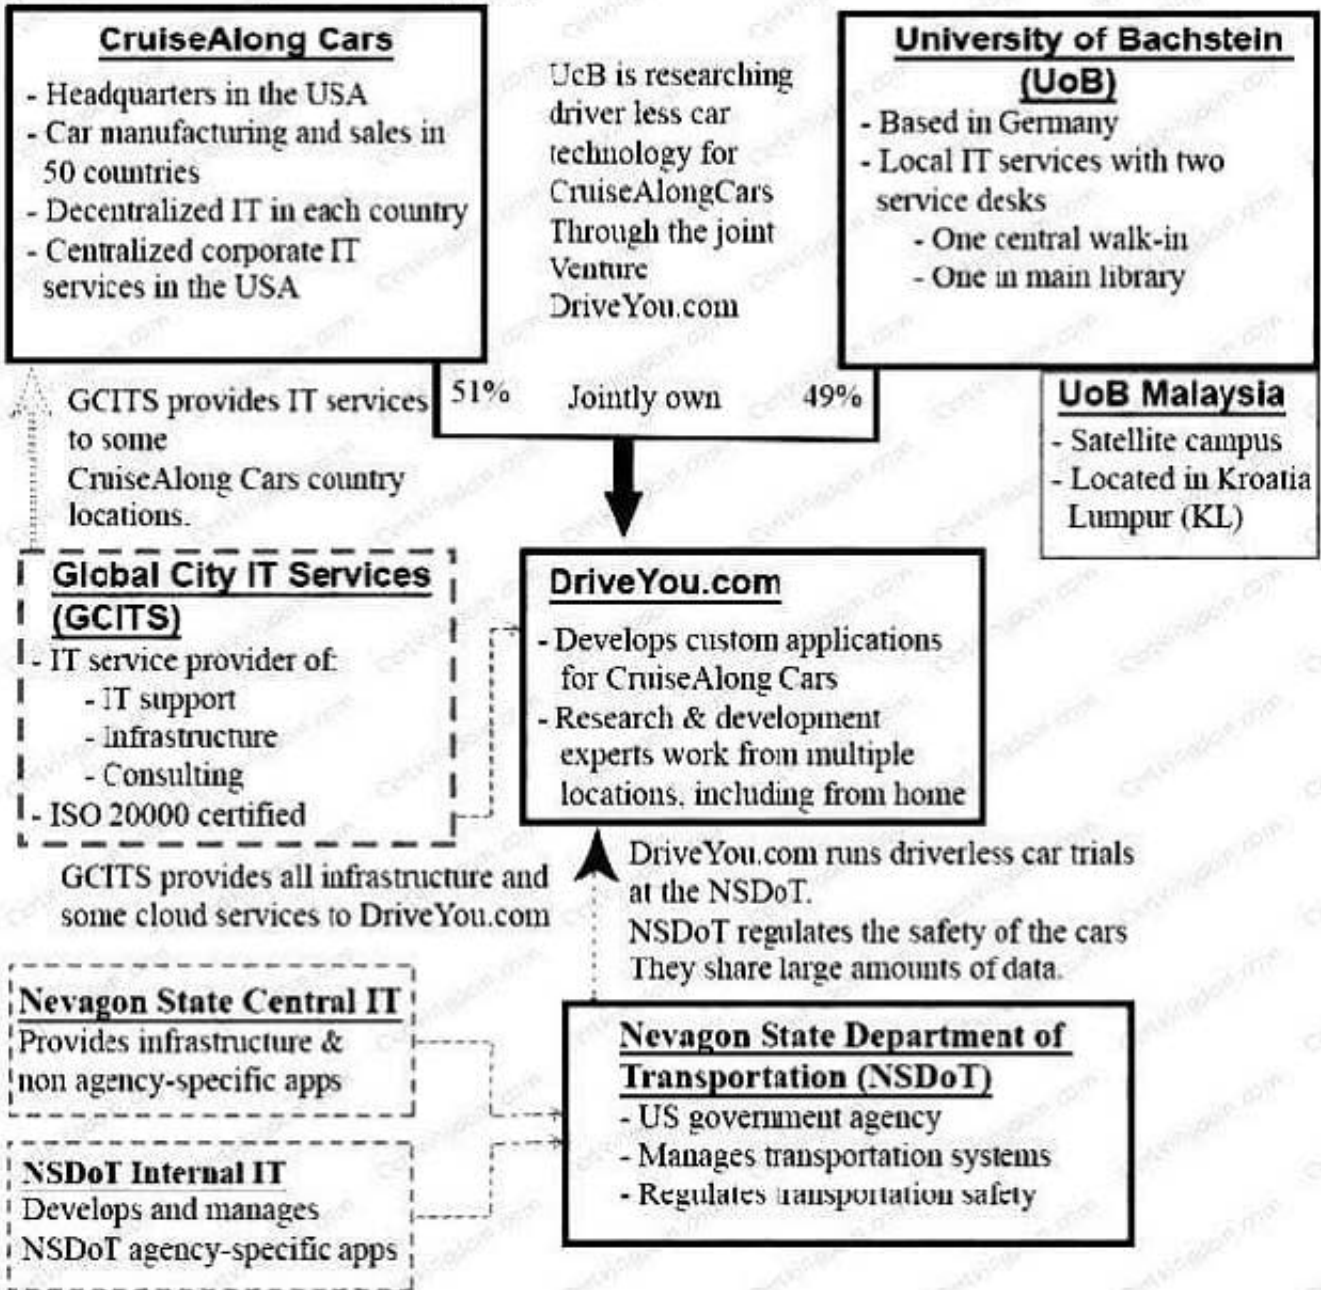 CruiseAlong Cars
- Headquarters in the USA
- Car manufacturing and sales in
50 countries
- Decentralized IT in each country
- Centralized corporate IT
services in the USA
UcB is researching
driver less car
technology for
CruiseAlongCars
Through the joint
Venture
DriveYou.com
University of Bachstein
(UoB)
- Based in Germany
- Local IT services with two
service desks
- One central walk-in
- One in main library
51% Jointly own 49%
UoB Malaysia
- Satellite campus
- Located in Kroatia
Lumpur (KL)
GCITS provides IT services
to some
CruiseAlong Cars country
locations.
Global City IT Services
(GCITS)
- IT service provider of:
- IT support
- Infrastructure
- Consulting
- ISO 20000 certified
DriveYou.com
- Develops custom applications
for CruiseAlong Cars
- Research & development
experts work from multiple
locations, including from home
GCITS provides all infrastructure and
some cloud services to DriveYou.com
DriveYou.com runs driverless car trials
at the NSDoT.
NSDoT regulates the safety of the cars
They share large amounts of data.
Nevagon State Central IT
Provides infrastructure &
non agency-specific apps
NSDoT Internal IT
Develops and manages
NSDoT agency-specific apps
Nevagon State Department of
Transportation (NSDoT)
- US government agency
- Manages transportation systems
- Regulates transportation safety